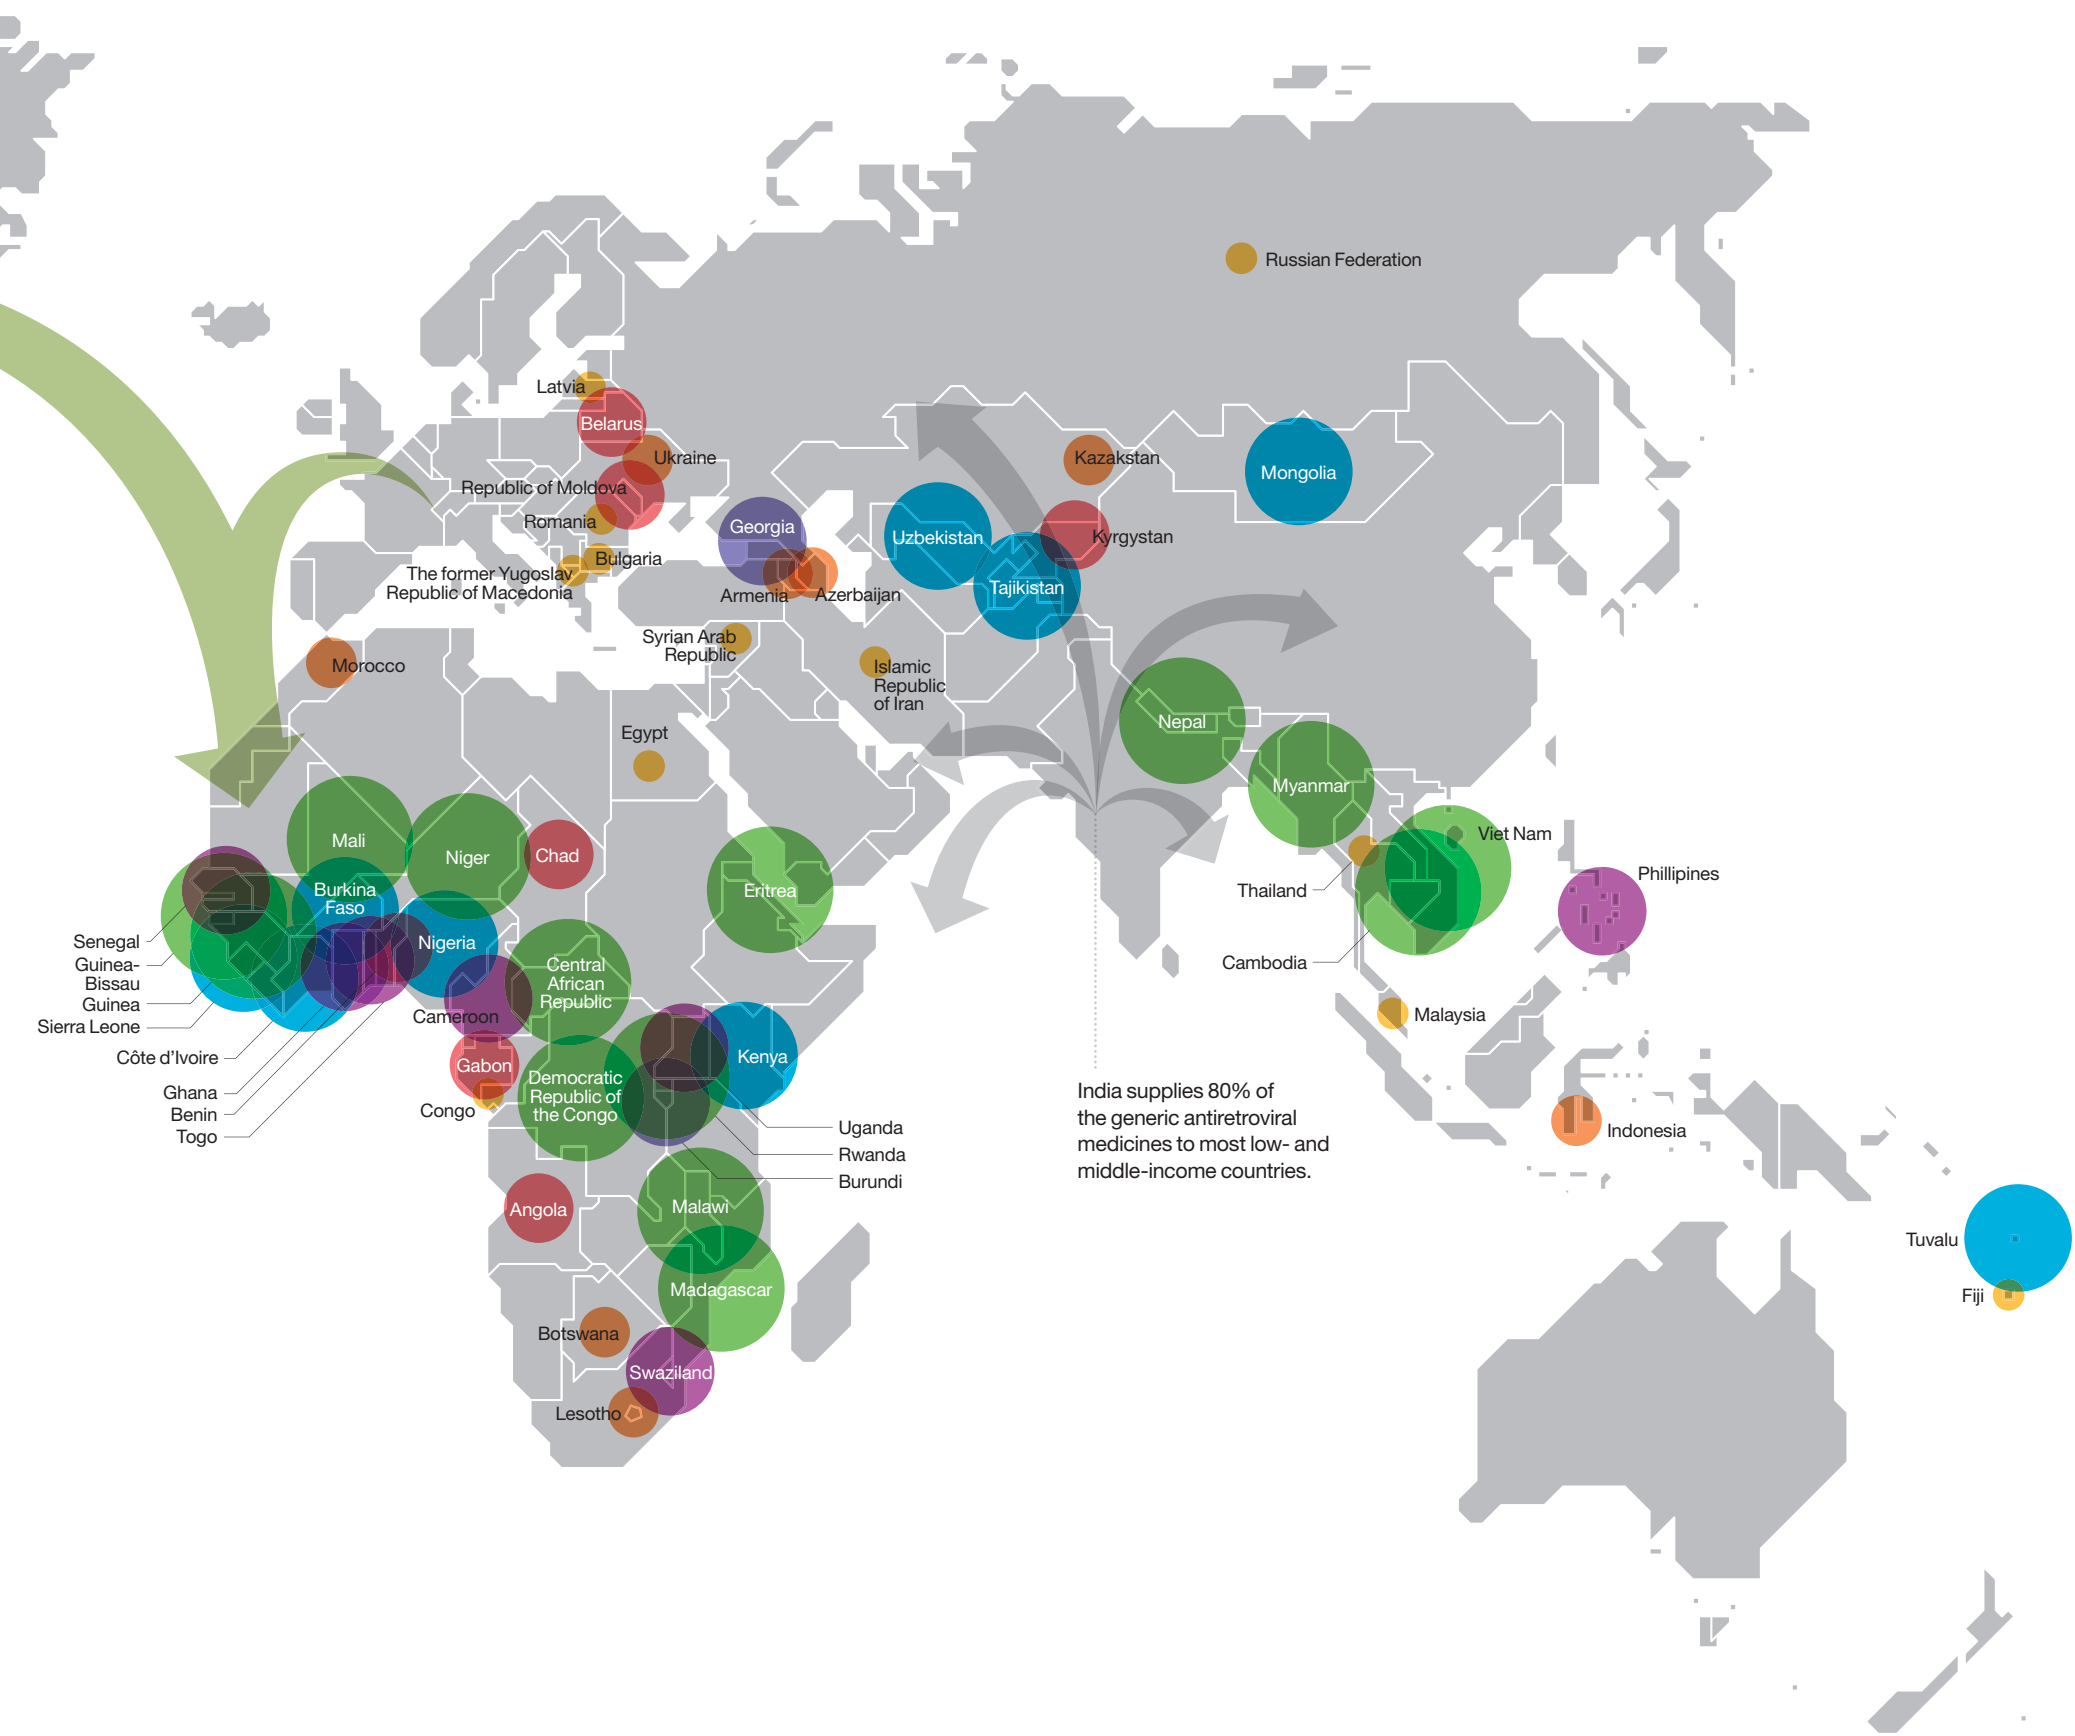 Russian Federation
Latvia
Belarus
Ukraine
Kazakstan
Mongolia
Republic of Moldova
Romania
Georgia
Uzbekistan
Kyrgystan
Bulgaria
The former Yugoslav
Republic of Macedonia
Armenia
Azerbaijan
Tajikistan
Syrian Arab
Republic
Morocco
Islamic
Republic
of Iran
Egypt
Nepal
Myanmar
Mali
Niger
Chad
Eritrea
Viet Nam
Burkina
Faso
Thailand
Phillipines
Senegal
Guinea-
Bissau
Guinea
Sierra Leone
Nigeria
Central
African
Republic
Cambodia
Cameroon
Malaysia
Côte d’Ivoire
Ghana
Benin
Togo
Gabon
Congo
Democratic
Republic of
the Congo
Kenya
India supplies 80% of
the generic antiretroviral
medicines to most low- and
middle-income countries.
Uganda
Rwanda
Burundi
Indonesia
Angola
Malawi
Tuvalu
Madagascar
Fiji
Botswana
Swaziland
Lesotho